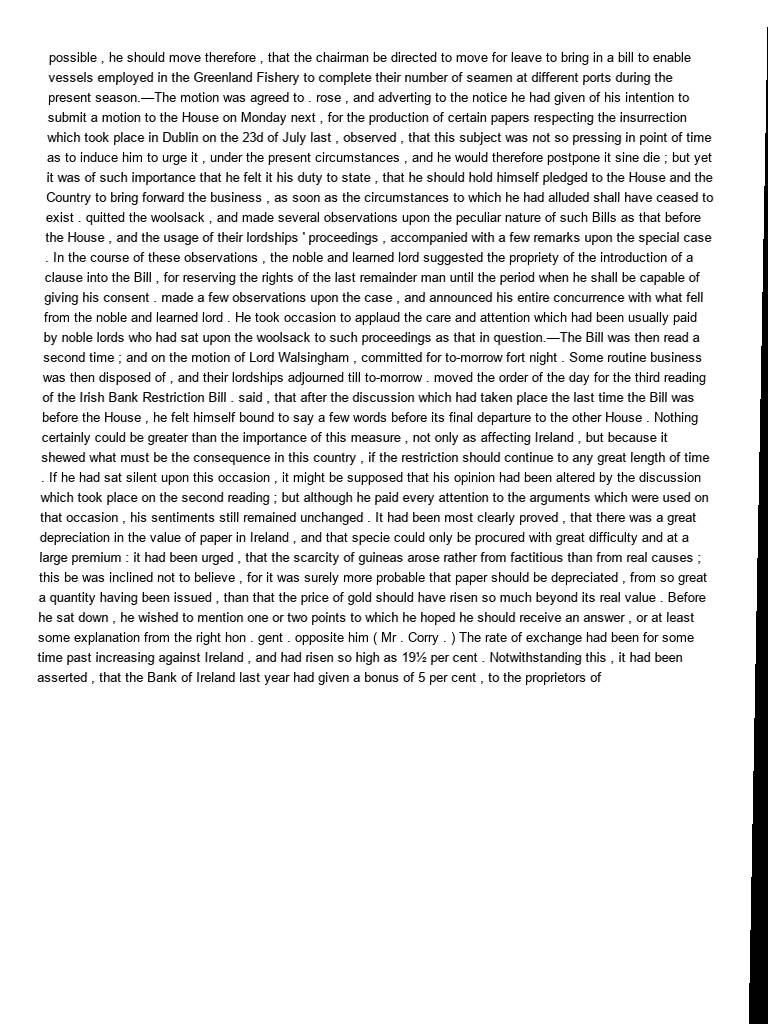 possible , he should move therefore , that the chairman be directed to move for leave to bring in a bill to enable
vessels employed in the Greenland Fishery to complete their number of seamen at different ports during the
present season.—The motion was agreed to . rose , and adverting to the notice he had given of his intention to
submit a motion to the House on Monday next , for the production of certain papers respecting the insurrection
which took place in Dublin on the 23d of July last , observed , that this subject was not so pressing in point of time
as to induce him to urge it , under the present circumstances , and he would therefore postpone it sine die ; but yet
it was of such importance that he felt it his duty to state , that he should hold himself pledged to the House and the
Country to bring forward the business , as soon as the circumstances to which he had alluded shall have ceased to
exist . quitted the woolsack , and made several observations upon the peculiar nature of such Bills as that before
the House , and the usage of their lordships ' proceedings , accompanied with a few remarks upon the special case
. In the course of these observations , the noble and learned lord suggested the propriety of the introduction of a
clause into the Bill , for reserving the rights of the last remainder man until the period when he shall be capable of
giving his consent . made a few observations upon the case , and announced his entire concurrence with what fell
from the noble and learned lord . He took occasion to applaud the care and attention which had been usually paid
by noble lords who had sat upon the woolsack to such proceedings as that in question.—The Bill was then read a
second time ; and on the motion of Lord Walsingham , committed for to-morrow fort night . Some routine business
was then disposed of , and their lordships adjourned till to-morrow . moved the order of the day for the third reading
of the Irish Bank Restriction Bill . said , that after the discussion which had taken place the last time the Bill was
before the House , he felt himself bound to say a few words before its final departure to the other House . Nothing
certainly could be greater than the importance of this measure , not only as affecting Ireland , but because it
shewed what must be the consequence in this country , if the restriction should continue to any great length of time
. If he had sat silent upon this occasion , it might be supposed that his opinion had been altered by the discussion
which took place on the second reading ; but although he paid every attention to the arguments which were used on
that occasion , his sentiments still remained unchanged . It had been most clearly proved , that there was a great
depreciation in the value of paper in Ireland , and that specie could only be procured with great difficulty and at a
large premium : it had been urged , that the scarcity of guineas arose rather from factitious than from real causes ;
this be was inclined not to believe , for it was surely more probable that paper should be depreciated , from so great
a quantity having been issued , than that the price of gold should have risen so much beyond its real value . Before
he sat down , he wished to mention one or two points to which he hoped he should receive an answer , or at least
some explanation from the right hon . gent . opposite him ( Mr . Corry . ) The rate of exchange had been for some
time past increasing against Ireland , and had risen so high as 19½ per cent . Notwithstanding this , it had been
asserted , that the Bank of Ireland last year had given a bonus of 5 per cent , to the proprietors of